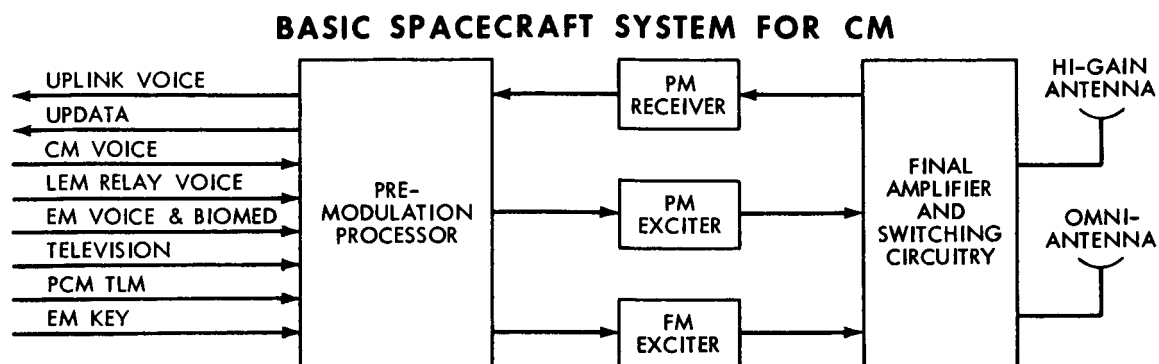 BASIC SPACECRAFT SYSTEM FOR CM
UPLINK VOICE
UPDATA
CM VOICE
LEM RELAY VOICE
EM VOICE & BIOMED
TELEVISION
PCM TLM
EM KEY
PRE-
MODULATION
PROCESSOR
PM
RECEIVER
PM
EXCITER
FM
EXCITER
FINAL
AMPLIFIER
AND
SWITCHING
CIRCUITRY
HI-GAIN
ANTENNA
OMNI-
ANTENNA